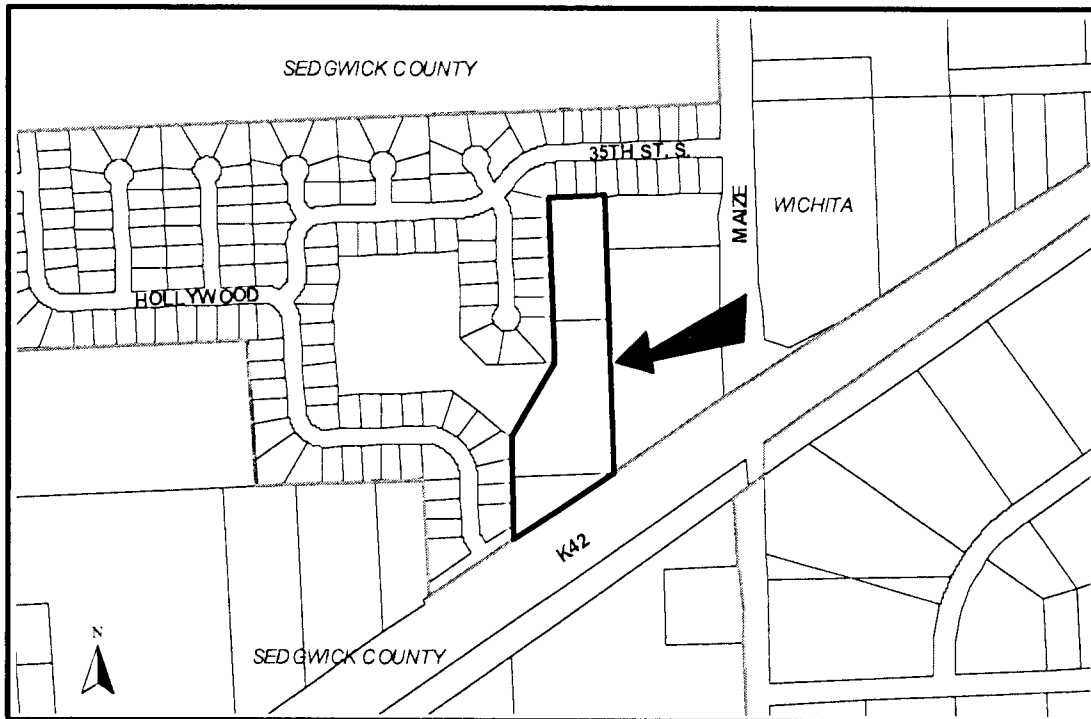 SEDGWICK COUNTY
35TH ST. S.
MAIZE
WICHITA
HOLLYWOOD
K42
N
SEDGWICK COUNTY